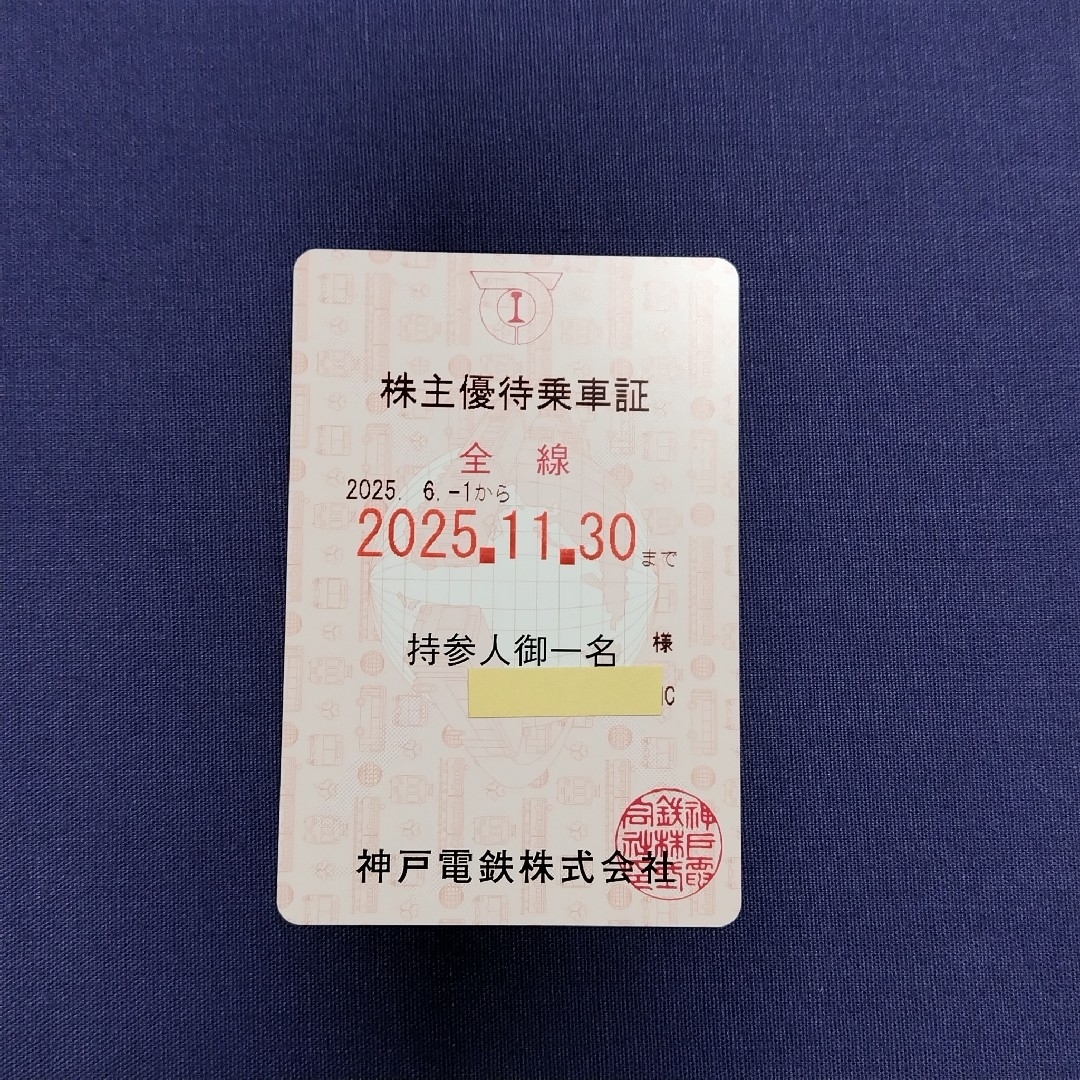 株主優待乗車証
全 線
2025. 6.-1から
2025.11.30まで
持参人御一名 様
IC
神戸電鉄株式会社